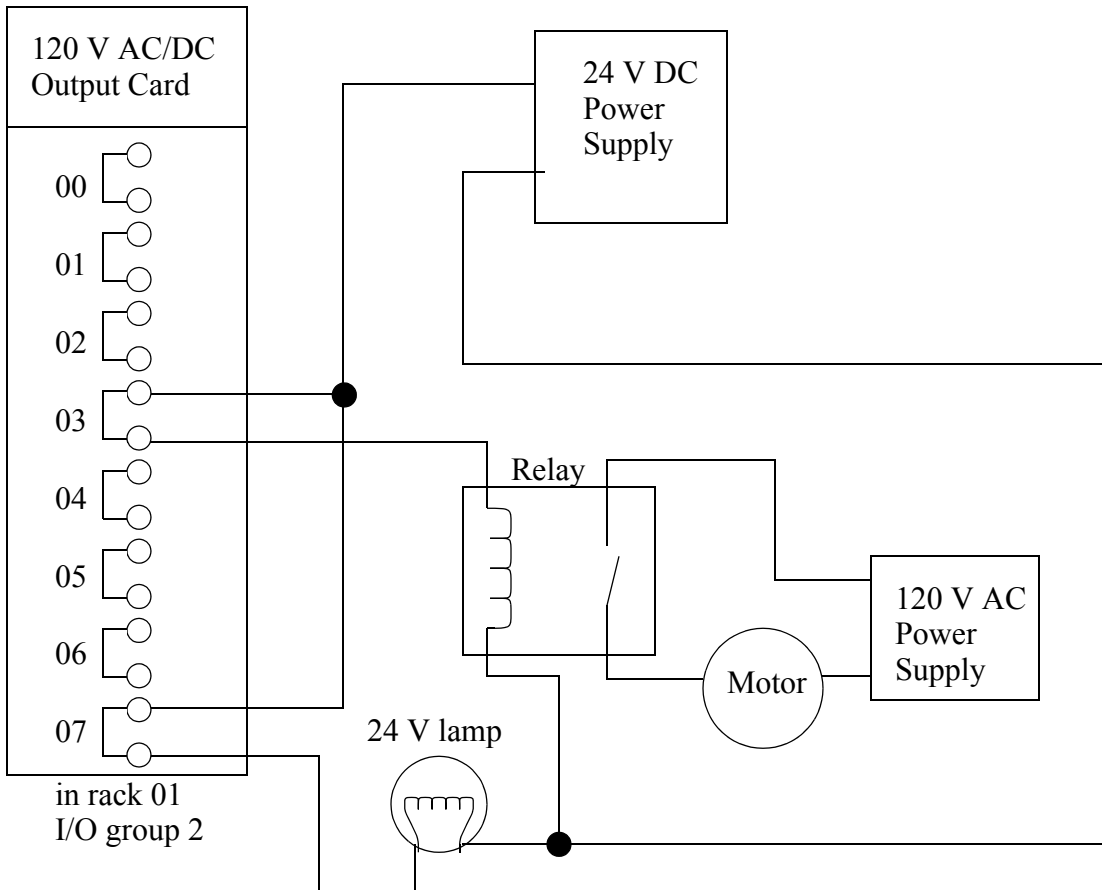 120 V AC/DC
Output Card
24 V DC
Power
Supply
00
01
02
03
04
05
06
07
Relay
120 V AC
Power
Supply
Motor
24 V lamp
in rack 01
I/O group 2